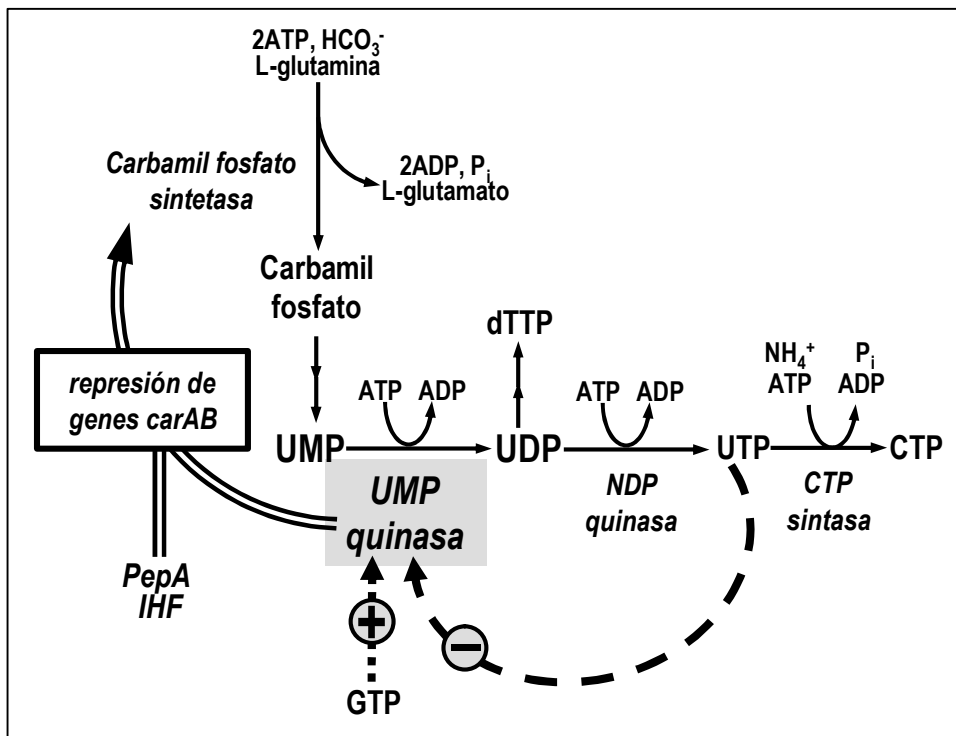 2ATP, HCO₃⁻
L-glutamina
Carbamil fosfato
sintetasa
2ADP, Pᵢ
L-glutamato
Carbamil
fosfato
dTTP
represión de
genes carAB
ATP ADP
ATP ADP
NH₄⁺ Pᵢ
ATP ADP
UMP UDP UTP CTP
UMP
quinasa
NDP
quinasa
CTP
sintasa
PepA
IHF
+
−
GTP